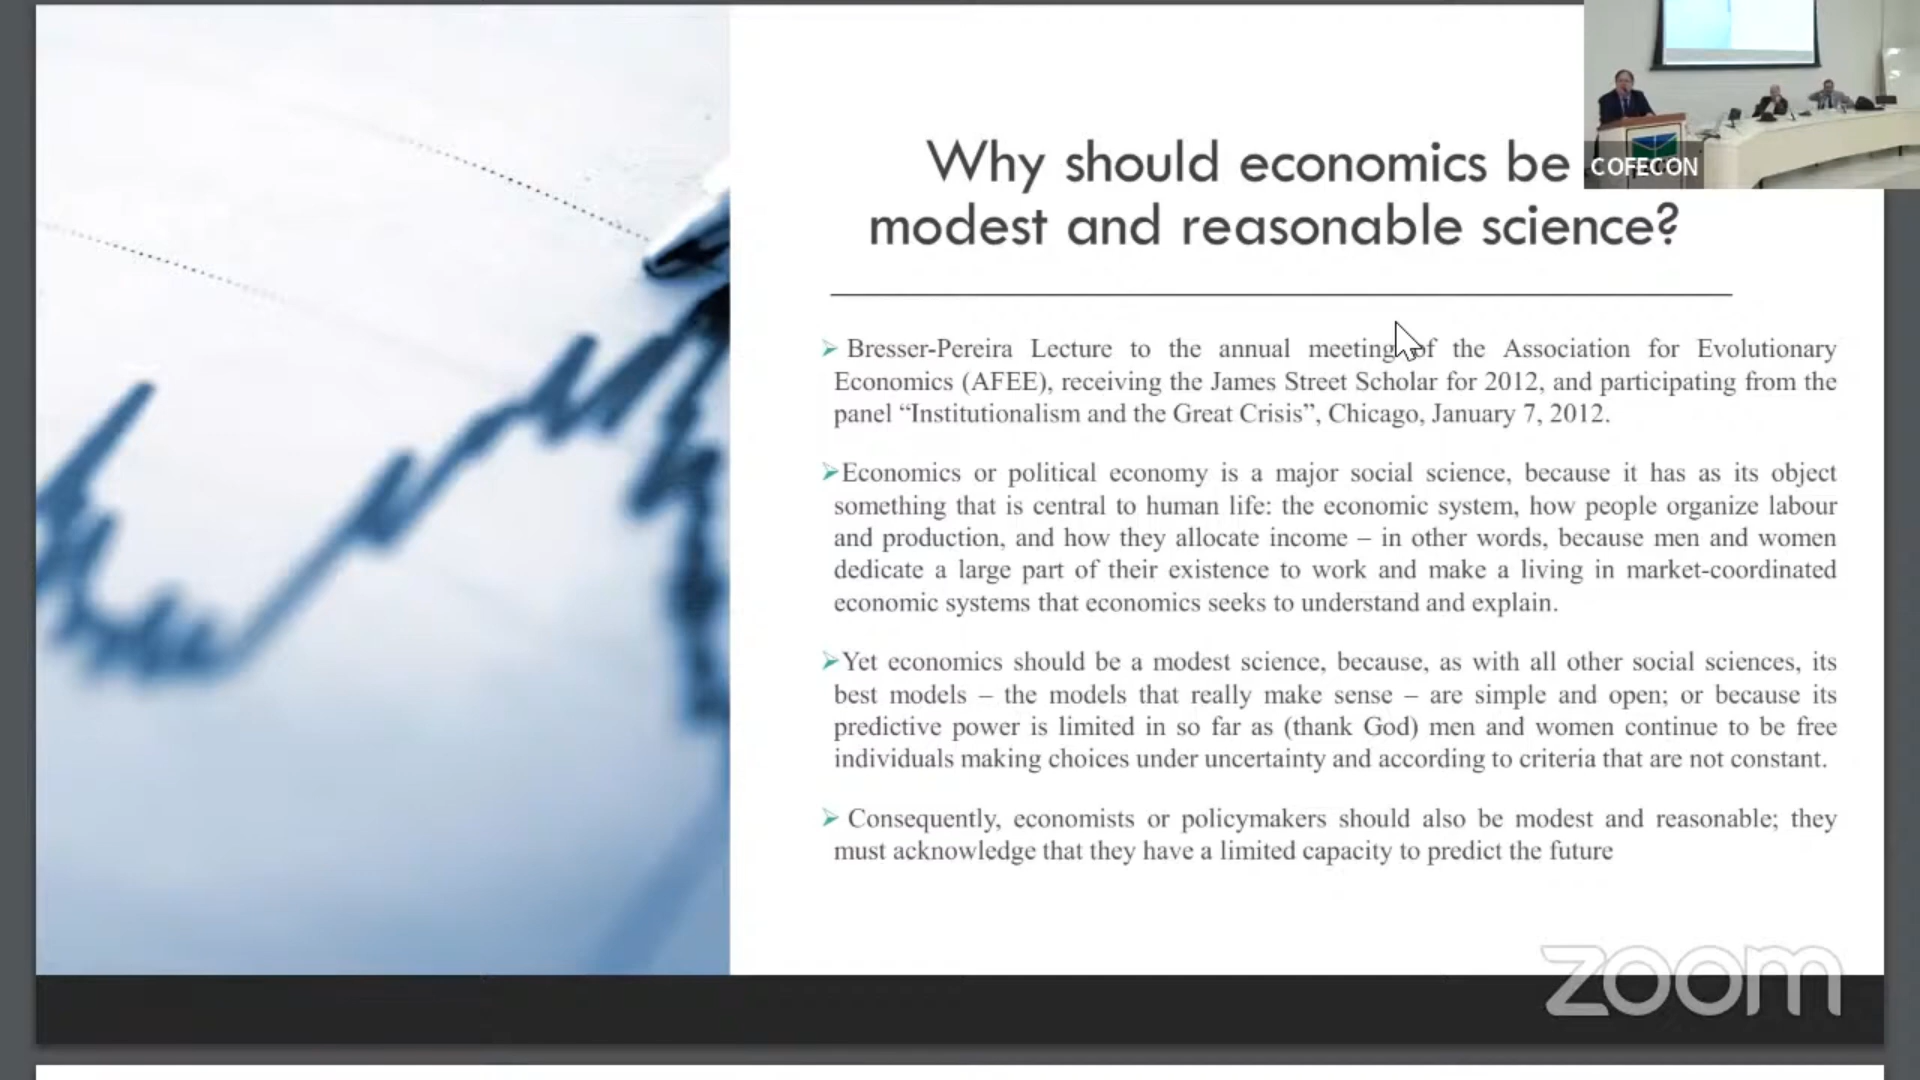 Why should economics be
modest and reasonable science?
COFECON
➢ Bresser-Pereira Lecture to the annual meeting of the Association for Evolutionary
Economics (AFEE), receiving the James Street Scholar for 2012, and participating from the
panel “Institutionalism and the Great Crisis”, Chicago, January 7, 2012.
➢Economics or political economy is a major social science, because it has as its object
something that is central to human life: the economic system, how people organize labour
and production, and how they allocate income – in other words, because men and women
dedicate a large part of their existence to work and make a living in market-coordinated
economic systems that economics seeks to understand and explain.
➢Yet economics should be a modest science, because, as with all other social sciences, its
best models – the models that really make sense – are simple and open; or because its
predictive power is limited in so far as (thank God) men and women continue to be free
individuals making choices under uncertainty and according to criteria that are not constant.
➢ Consequently, economists or policymakers should also be modest and reasonable; they
must acknowledge that they have a limited capacity to predict the future
zoom